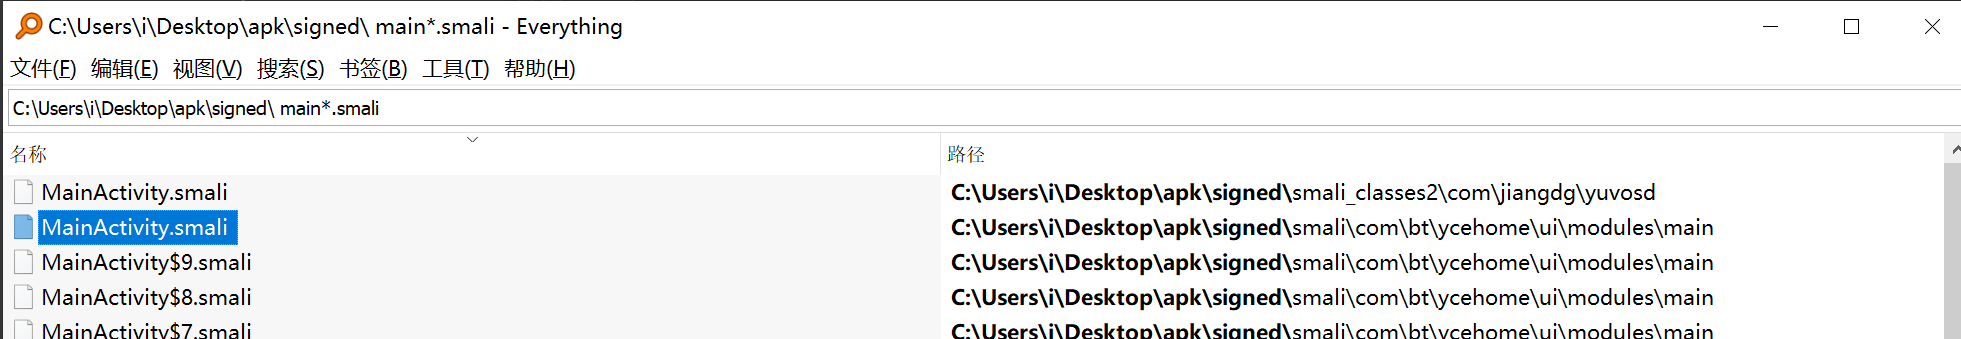 C:\Users\i\Desktop\apk\signed\ main*.smali - Everything
文件(F) 编辑(E) 视图(V) 搜索(S) 书签(B) 工具(T) 帮助(H)
C:\Users\i\Desktop\apk\signed\ main*.smali
名称 路径
MainActivity.smali C:\Users\i\Desktop\apk\signed\smali_classes2\com\jiangdg\yuvosd
MainActivity.smali C:\Users\i\Desktop\apk\signed\smali\com\bt\ycehome\ui\modules\main
MainActivity$9.smali C:\Users\i\Desktop\apk\signed\smali\com\bt\ycehome\ui\modules\main
MainActivity$8.smali C:\Users\i\Desktop\apk\signed\smali\com\bt\ycehome\ui\modules\main
MainActivity$7.smali C:\Users\i\Desktop\apk\signed\smali\com\bt\ycehome\ui\modules\main